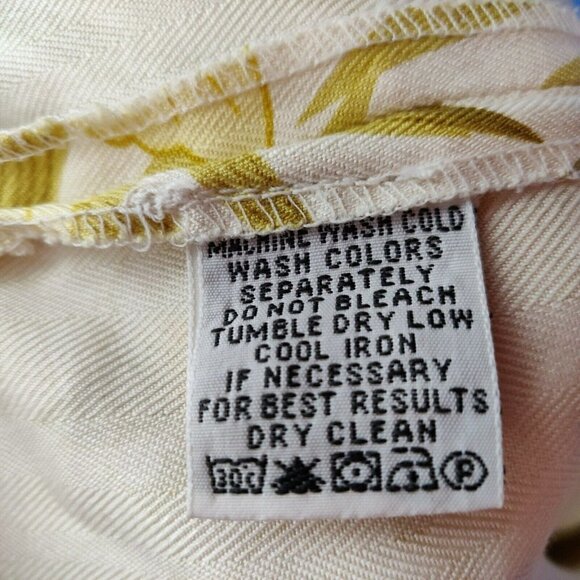 MACHINE WASH COLD
WASH COLORS
SEPARATELY
DO NOT BLEACH
TUMBLE DRY LOW
COOL IRON
IF NECESSARY
FOR BEST RESULTS
DRY CLEAN
30C P